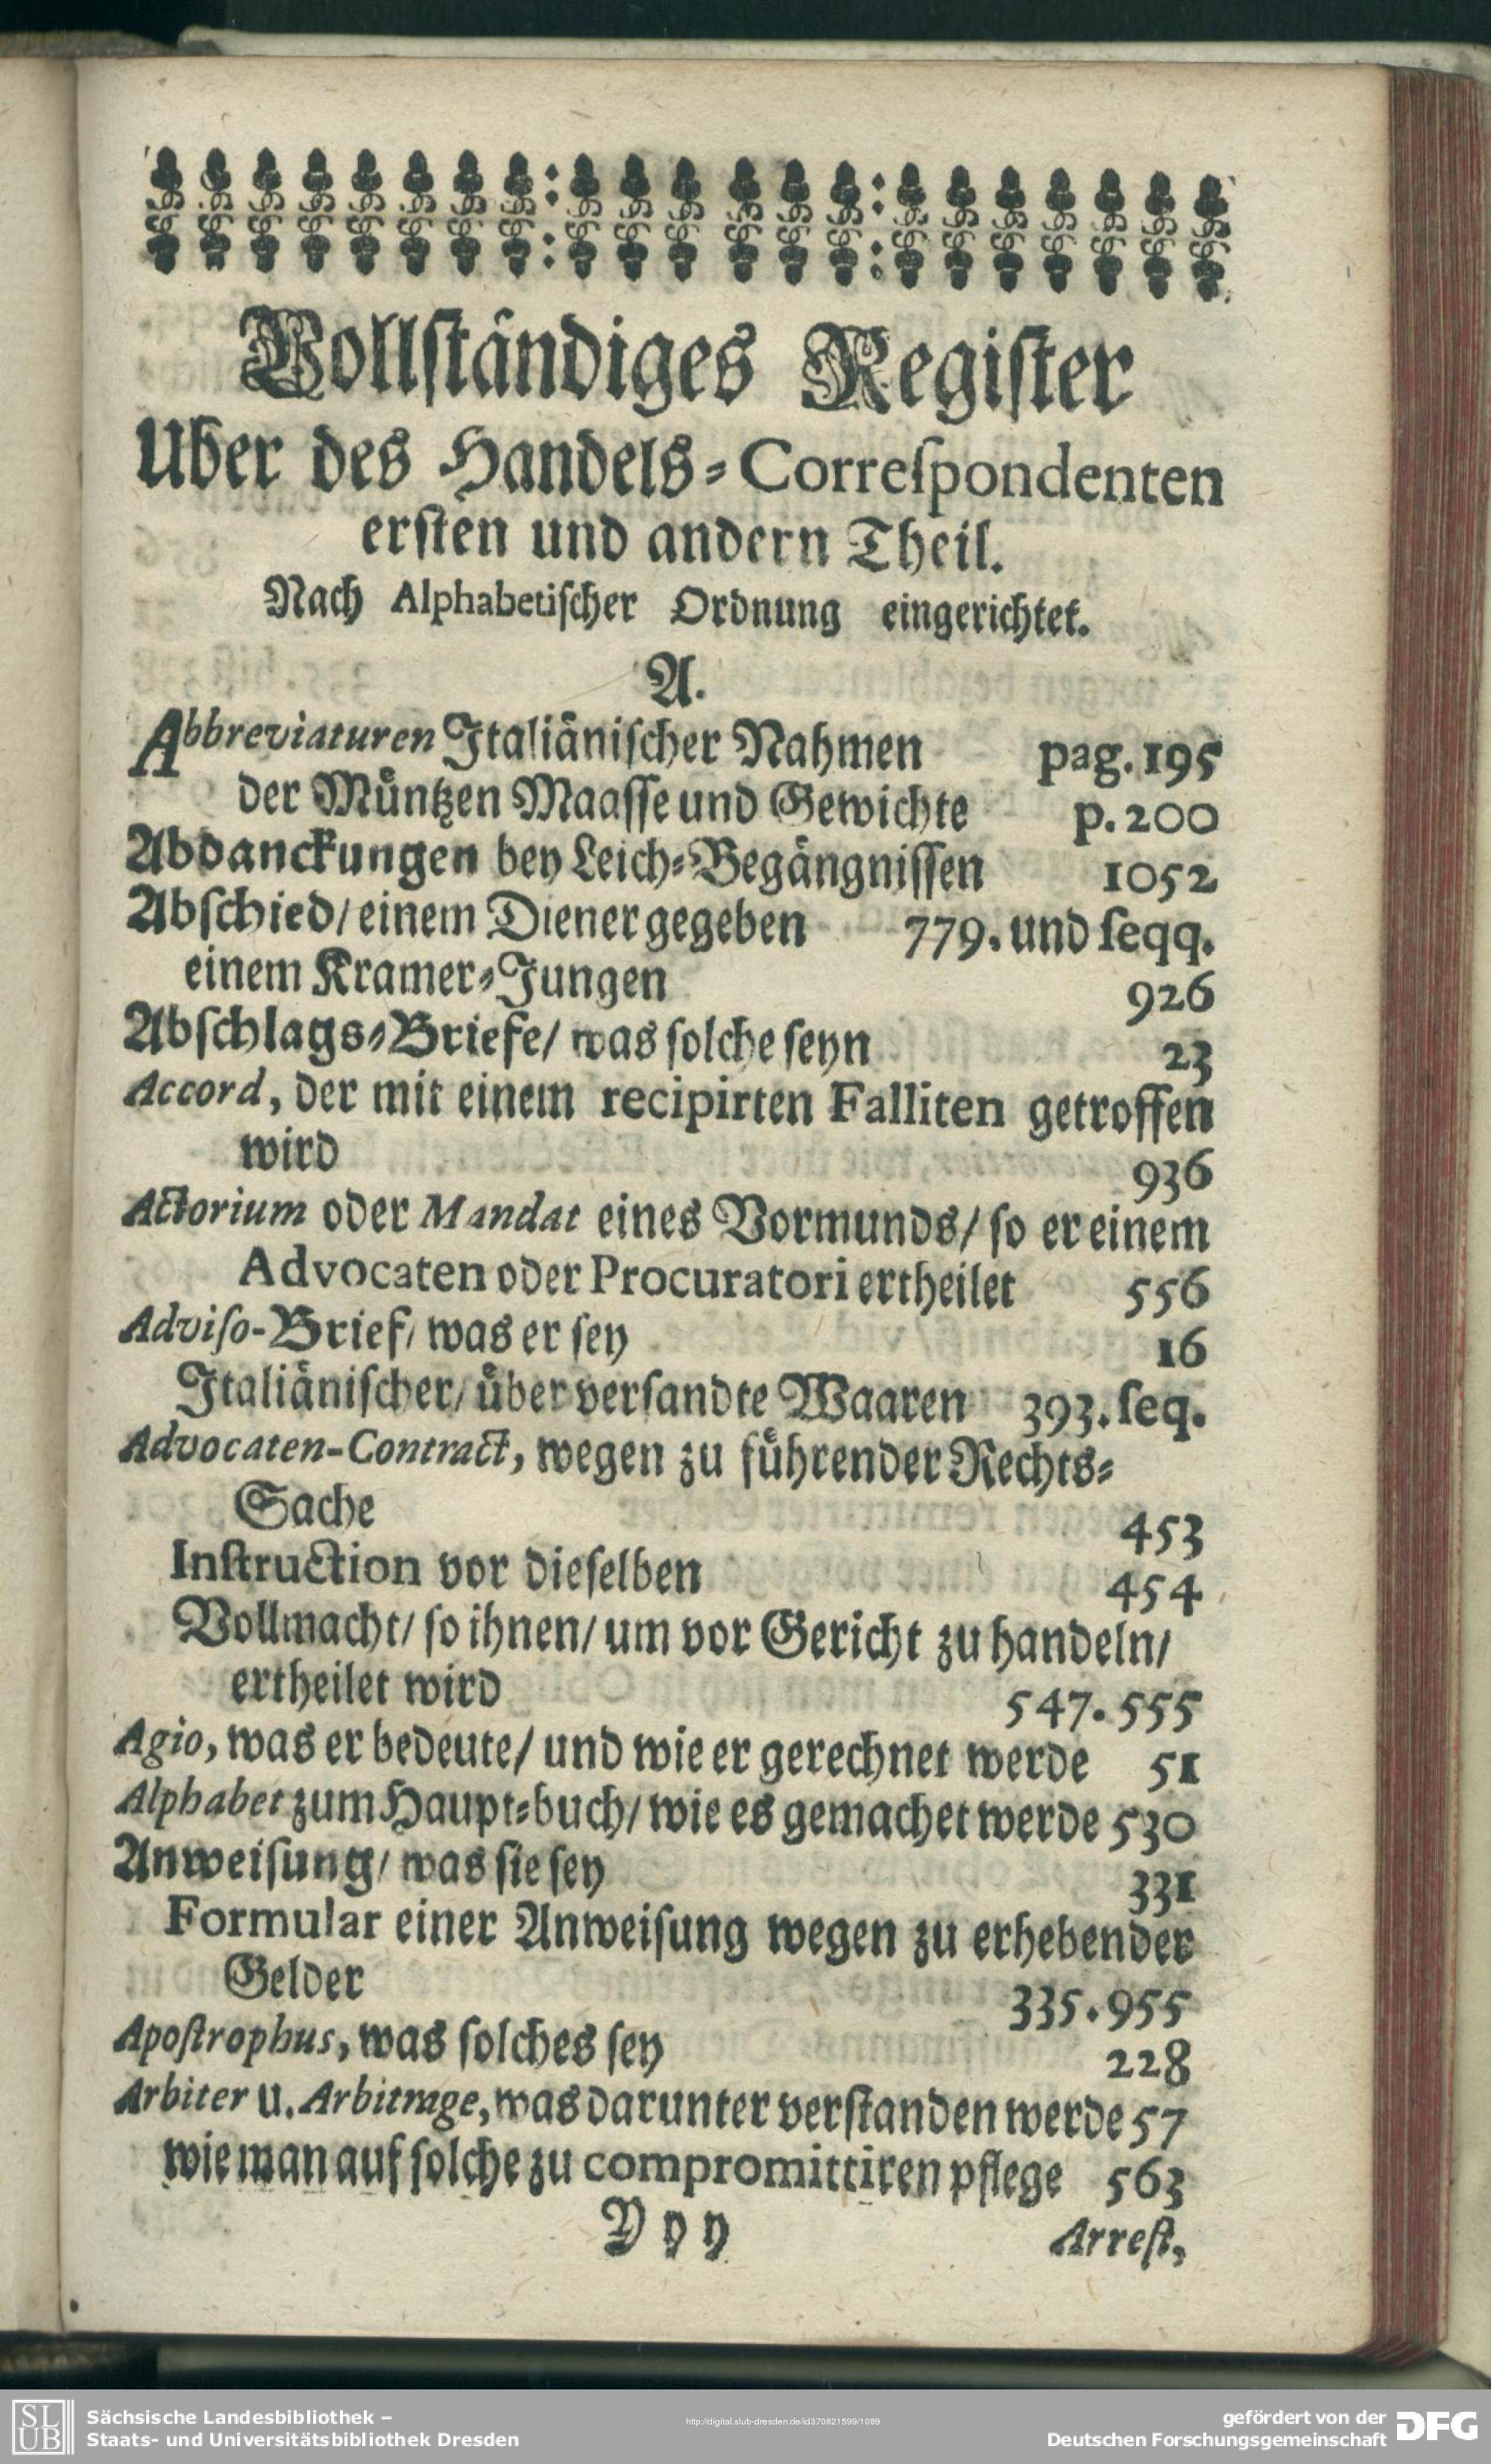 Vollständiges Register
Uber des Handels-Correſpondenten
erſten und andern Theil.
Nach Alphabetiſcher Ordnung eingerichtet.
A.
Abbreviaturen Italiäniſcher Nahmen pag. 195
der Müntzen Maaſſe und Gewichte p. 200
Abdanckungen bey Leich-Begängniſſen 1052
Abſchied/ einem Diener gegeben 779. und ſeqq.
einem Kramer-Jungen 926
Abſchlags-Briefe/ was ſolche ſeyn 23
Accord, der mit einem recipirten Falliten getroffen
wird 936
Actorium oder Mandat eines Vormunds/ ſo er einem
Advocaten oder Procuratori ertheilet 556
Adviſo-Brief/ was er ſey 16
Italiäniſcher/ über verſandte Waaren 393. ſeq.
Advocaten-Contract, wegen zu führender Rechts-
Sache 453
Inſtruction vor dieſelben 454
Vollmacht/ ſo ihnen/ um vor Gericht zu handeln/
ertheilet wird 547. 555
Agio, was er bedeute/ und wie er gerechnet werde 51
Alphabet zum Haupt-buch/ wie es gemachet werde 530
Anweiſung/ was ſie ſey 331
Formular einer Anweiſung wegen zu erhebender
Gelder 335. 955
Apoſtrophus, was ſolches ſey 228
Arbiter u. Arbitrage, was darunter verſtanden werde 57
wie man auf ſolche zu compromittiren pflege 563
Yyy Arreſt,
SLUB Sächsische Landesbibliothek –
Staats- und Universitätsbibliothek Dresden
http://digital.slub-dresden.de/id370821599/1089
gefördert von der
Deutschen Forschungsgemeinschaft DFG